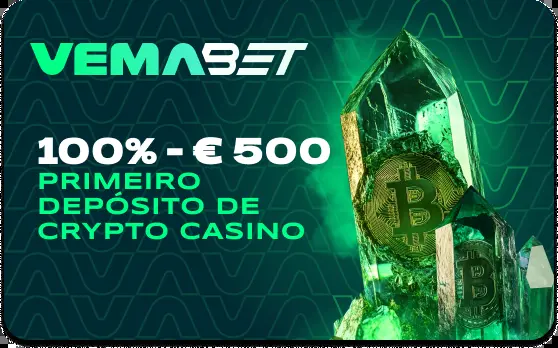 VEMABET
100% - € 500
PRIMEIRO
DEPÓSITO DE
CRYPTO CASINO